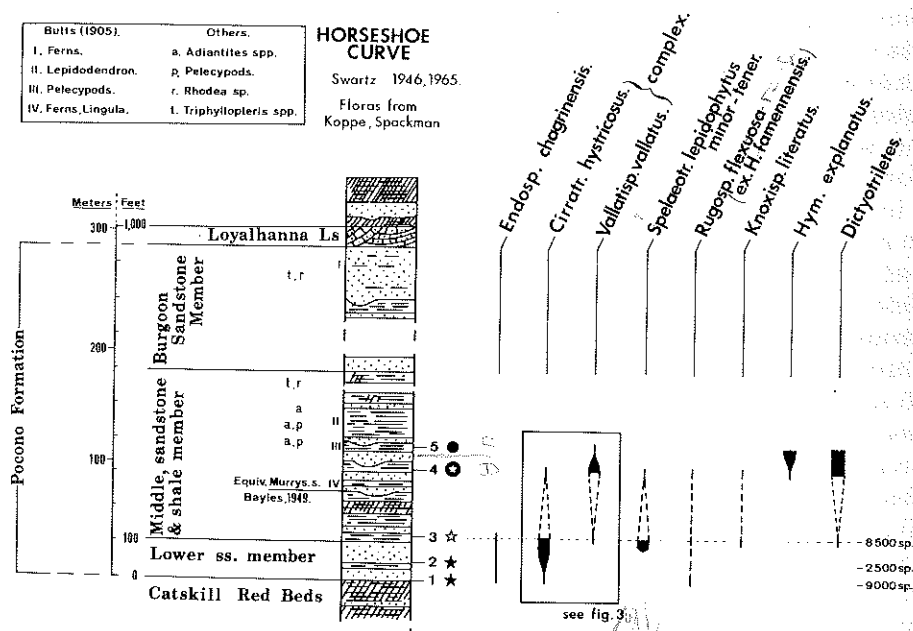 Butts (1905).
I. Ferns.
II. Lepidodendron.
III. Pelecypods.
IV. Ferns, Lingula.
Others.
a. Adiantites spp.
p. Pelecypods.
r. Rhodea sp.
t. Triphyllopteris spp.
HORSESHOE
CURVE
Swartz 1946,1965.
Floras from
Koppe, Spackman
Endosp. chagrinensis.
Cirratr. hystricosus.
Vallatisp. vallatus.
complex.
Spelaeotr. lepidophytus
minor - tener.
Rugosp. flexuosa
(ex. H. famennensis.)
Knoxisp. literatus.
Hym. explanatus.
Dictyotriletes.
Meters Feet
300 1,000
Loyalhanna Ls
Pocono Formation
Burgoon
Sandstone
Member
I
t,r
200
Middle, sandstone
& shale member
t,r
a
a,p II
a,p III
5
100
4
Equiv. Murrys.s. IV
Bayles, 1949.
100
3
8500 sp.
Lower ss. member
2
-2500
0
1
-9000 sp.
Catskill Red Beds
see fig. 3